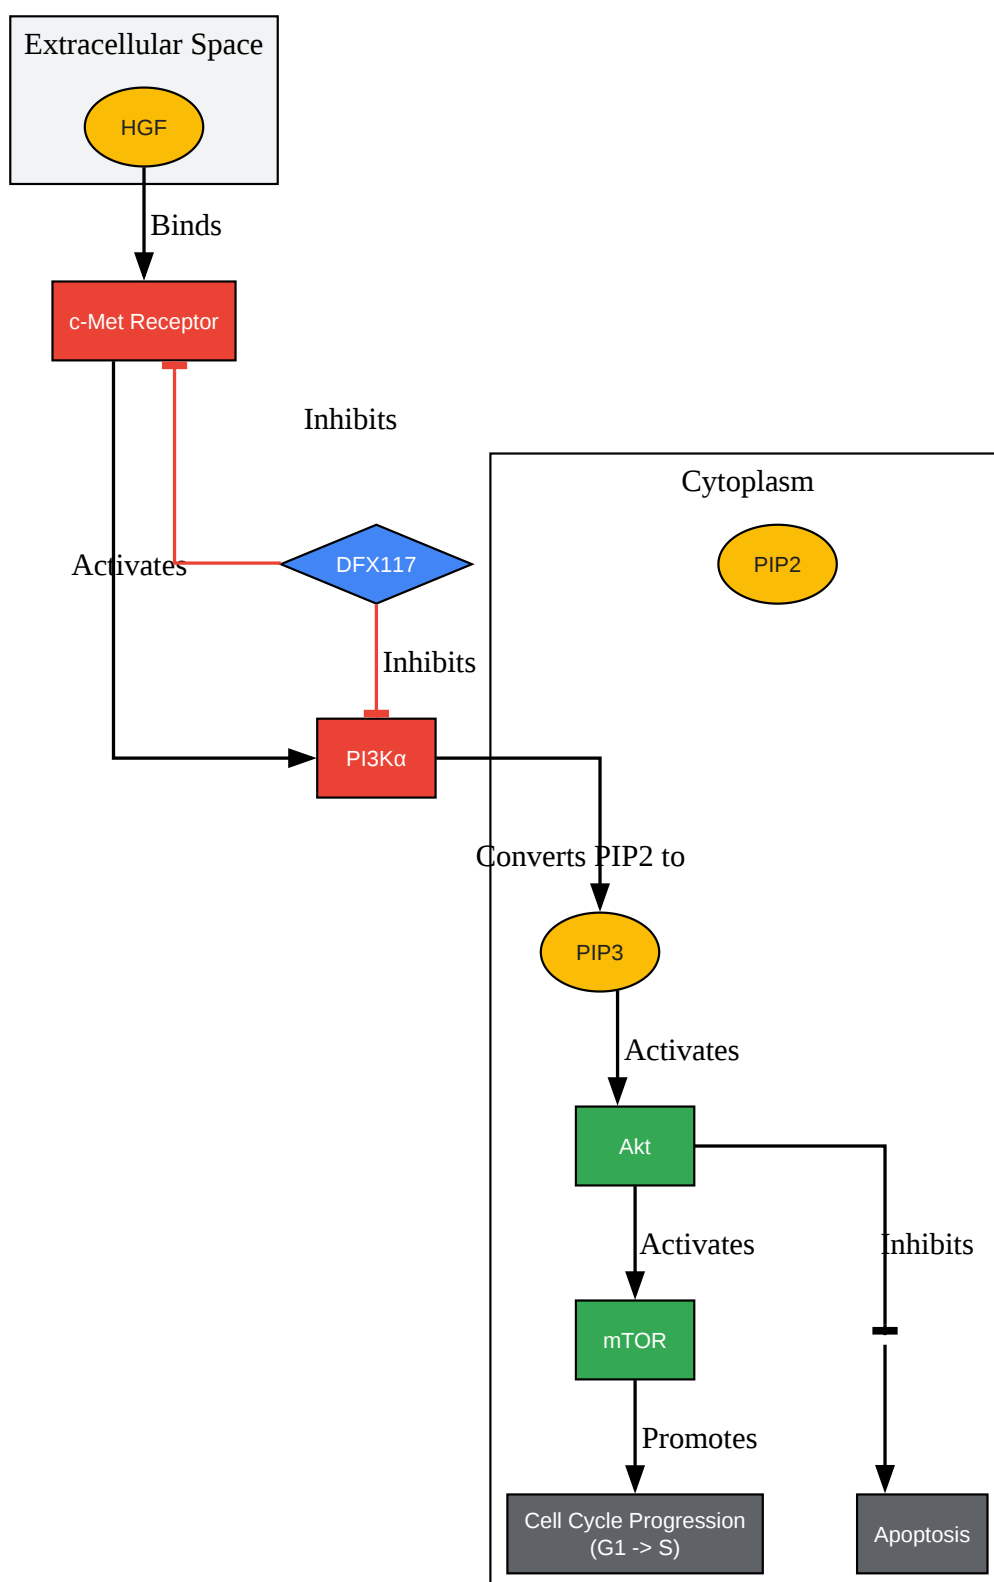 Extracellular Space
HGF
Binds
c-Met Receptor
Inhibits
Cytoplasm
Activates
DFX117
PIP2
Inhibits
PI3Kα
Converts PIP2 to
PIP3
Activates
Akt
Activates
Inhibits
mTOR
Promotes
Cell Cycle Progression
(G1 -> S)
Apoptosis